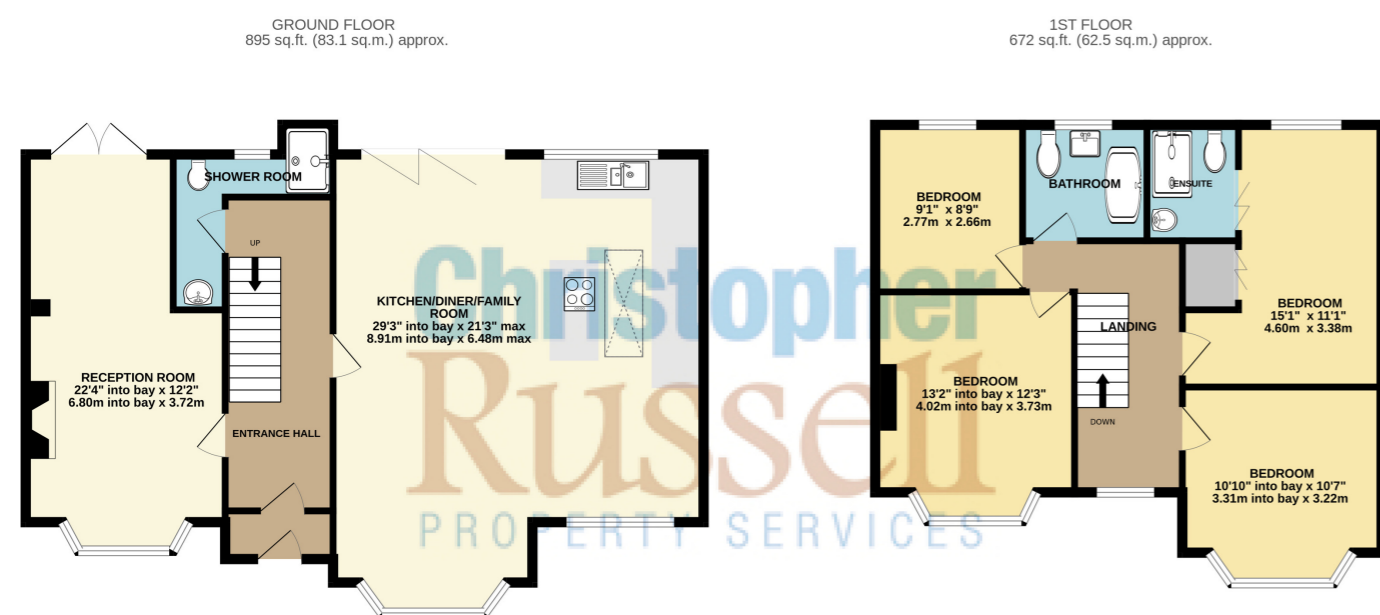 GROUND FLOOR
895 sq.ft. (83.1 sq.m.) approx.
1ST FLOOR
672 sq.ft. (62.5 sq.m.) approx.
SHOWER ROOM
UP
KITCHEN/DINER/FAMILY
ROOM
29'3" into bay x 21'3" max
8.91m into bay x 6.48m max
RECEPTION ROOM
22'4" into bay x 12'2"
6.80m into bay x 3.72m
ENTRANCE HALL
BEDROOM
9'1" x 8'9"
2.77m x 2.66m
BATHROOM
ENSUITE
BEDROOM
15'1" x 11'1"
4.60m x 3.38m
LANDING
BEDROOM
13'2" into bay x 12'3"
4.02m into bay x 3.73m
DOWN
BEDROOM
10'10" into bay x 10'7"
3.31m into bay x 3.22m
Christopher
Russell
PROPERTY SERVICES